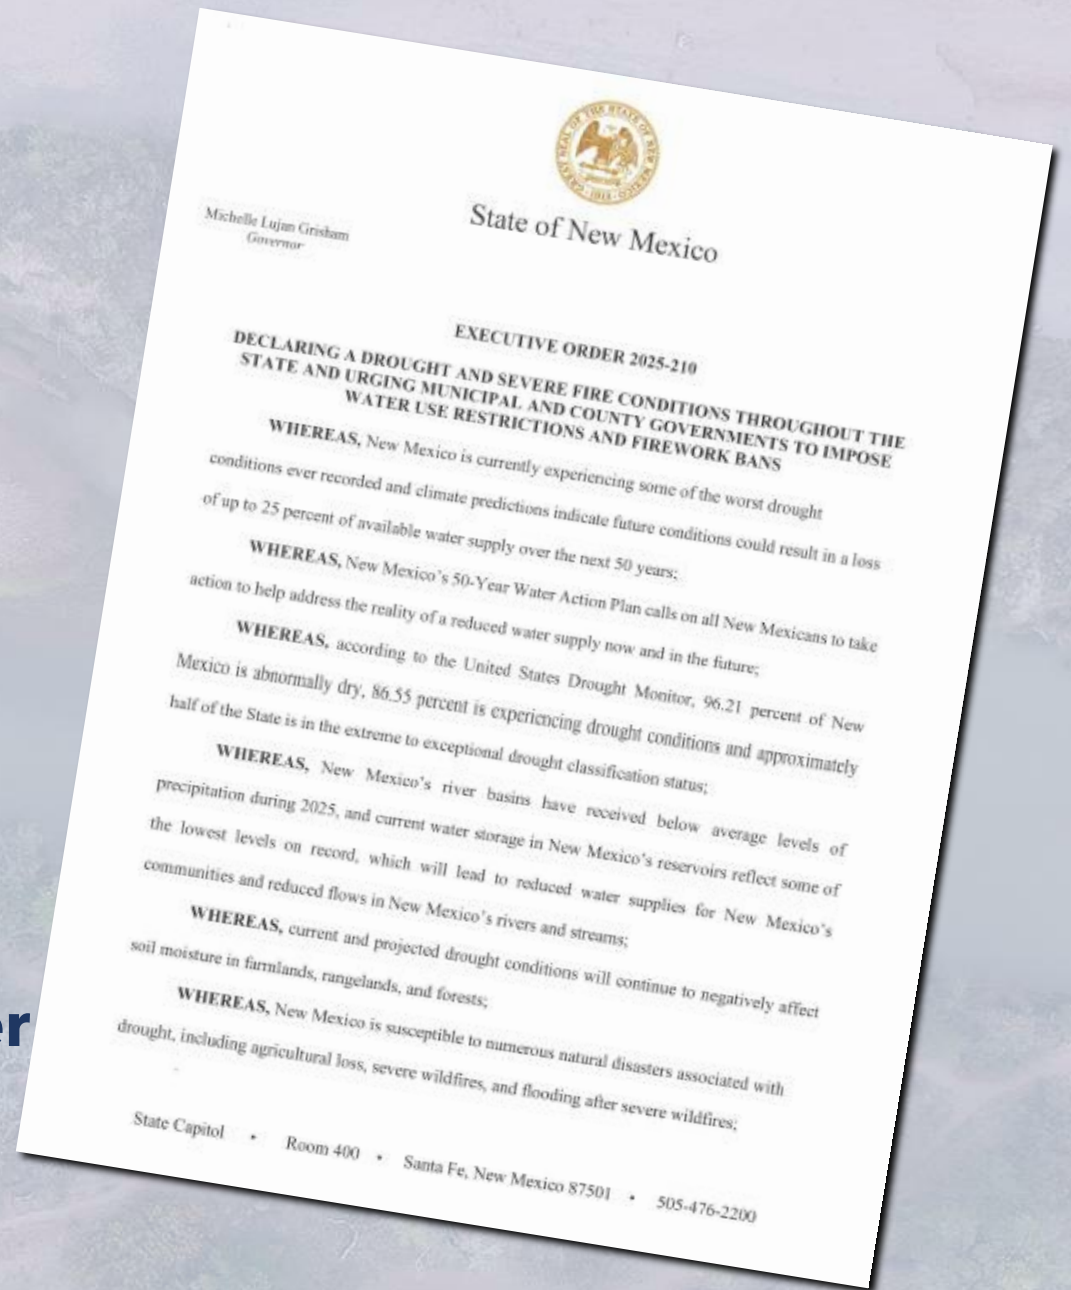 GREAT SEAL OF THE STATE OF NEW MEXICO
1912
State of New Mexico
Michelle Lujan Grisham
Governor
EXECUTIVE ORDER 2025-210
DECLARING A DROUGHT AND SEVERE FIRE CONDITIONS THROUGHOUT THE
STATE AND URGING MUNICIPAL AND COUNTY GOVERNMENTS TO IMPOSE
WATER USE RESTRICTIONS AND FIREWORK BANS
WHEREAS, New Mexico is currently experiencing some of the worst drought
conditions ever recorded and climate predictions indicate future conditions could result in a loss
of up to 25 percent of available water supply over the next 50 years;
WHEREAS, New Mexico's 50-Year Water Action Plan calls on all New Mexicans to take
action to help address the reality of a reduced water supply now and in the future;
WHEREAS, according to the United States Drought Monitor, 96.21 percent of New
Mexico is abnormally dry, 86.55 percent is experiencing drought conditions and approximately
half of the State is in the extreme to exceptional drought classification status;
WHEREAS, New Mexico's river basins have received below average levels of
precipitation during 2025, and current water storage in New Mexico's reservoirs reflect some of
the lowest levels on record, which will lead to reduced water supplies for New Mexico's
communities and reduced flows in New Mexico's rivers and streams;
WHEREAS, current and projected drought conditions will continue to negatively affect
soil moisture in farmlands, rangelands, and forests;
WHEREAS, New Mexico is susceptible to numerous natural disasters associated with
drought, including agricultural loss, severe wildfires, and flooding after severe wildfires;
er
State Capitol • Room 400 • Santa Fe, New Mexico 87501 • 505-476-2200